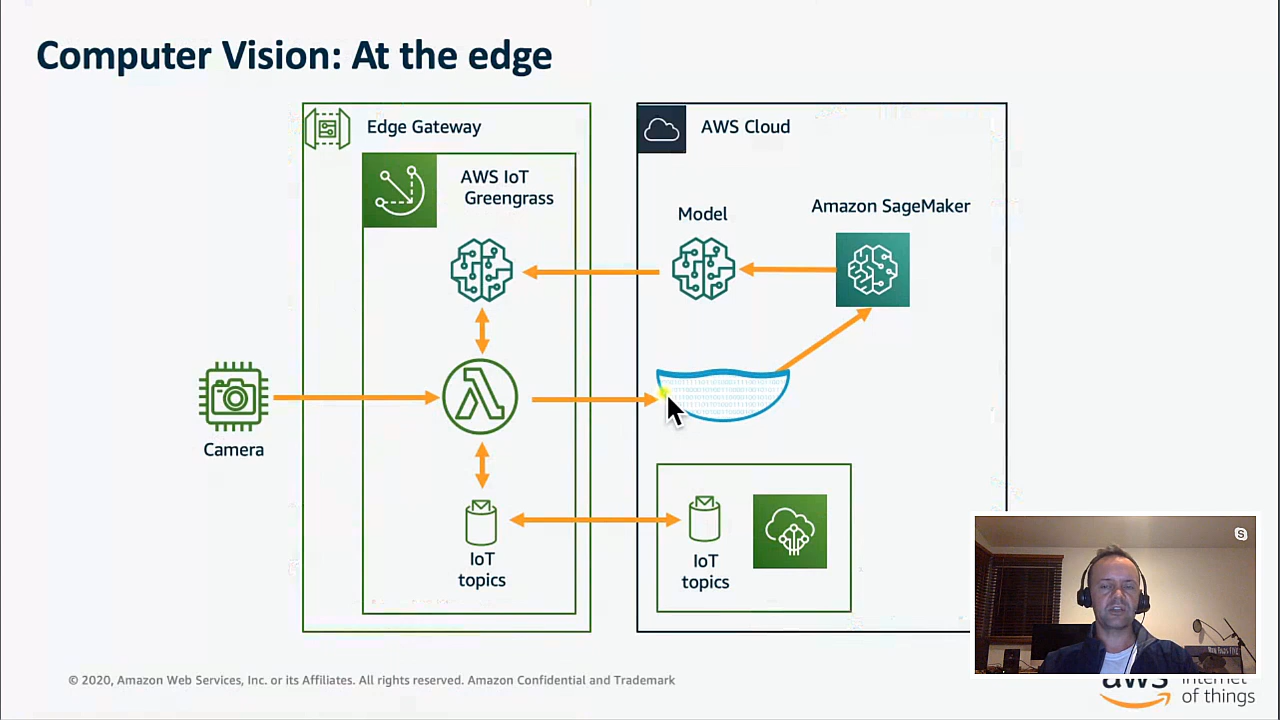 Computer Vision: At the edge
Edge Gateway
AWS Cloud
AWS IoT
Greengrass
Model
Amazon SageMaker
Camera
IoT
topics
IoT
topics
© 2020, Amazon Web Services, Inc. or its Affiliates. All rights reserved. Amazon Confidential and Trademark
aws
internet
of things